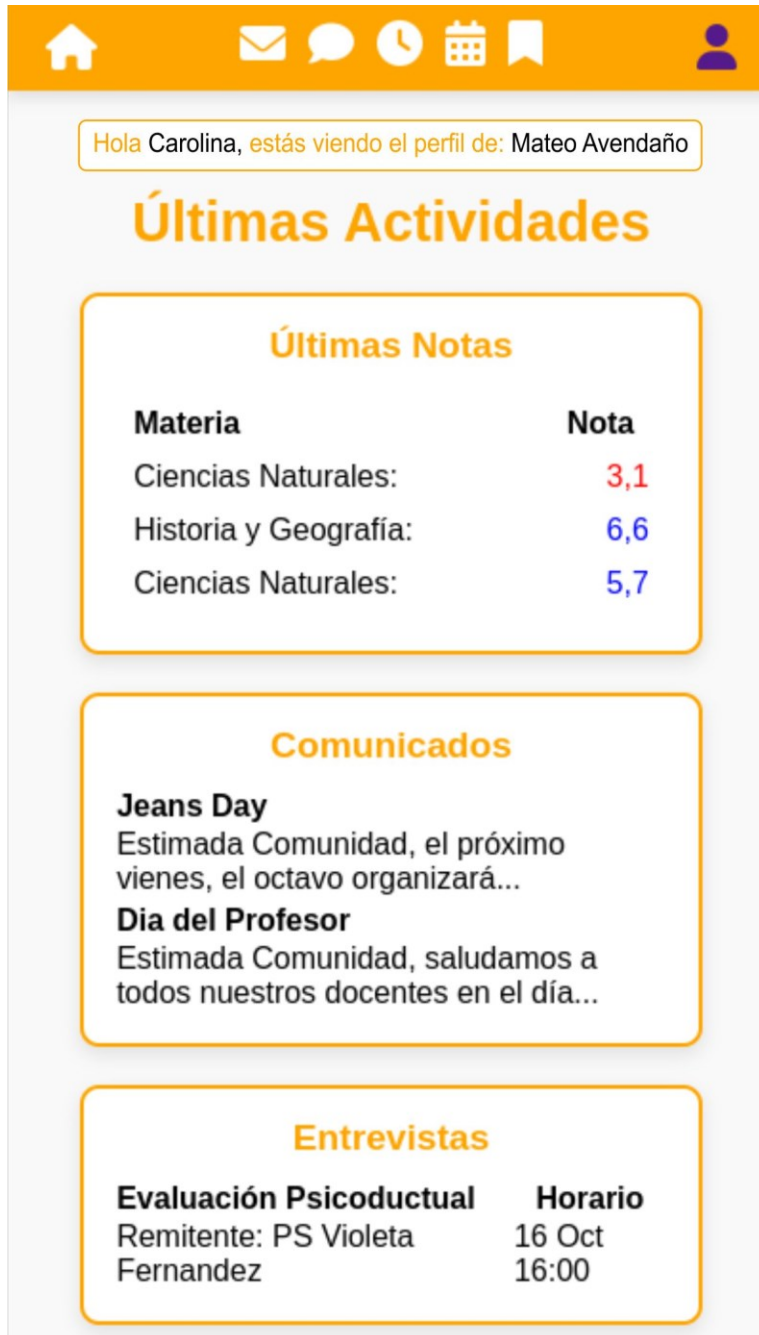 Hola Carolina, estás viendo el perfil de: Mateo Avendaño
Últimas Actividades
Últimas Notas
Materia Nota
Ciencias Naturales: 3,1
Historia y Geografía: 6,6
Ciencias Naturales: 5,7
Comunicados
Jeans Day
Estimada Comunidad, el próximo
vienes, el octavo organizará...
Dia del Profesor
Estimada Comunidad, saludamos a
todos nuestros docentes en el día...
Entrevistas
Evaluación Psicoductual Horario
Remitente: PS Violeta 16 Oct
Fernandez 16:00